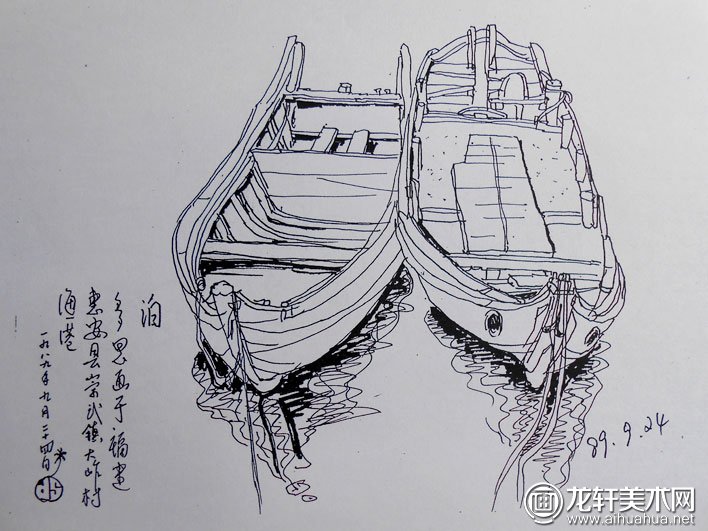 泊
思画于福建
惠安县崇武镇大岞村
渔港
一九八九年九月二十四日
89.9.24
画 龙轩美术网
www.aihuahua.net